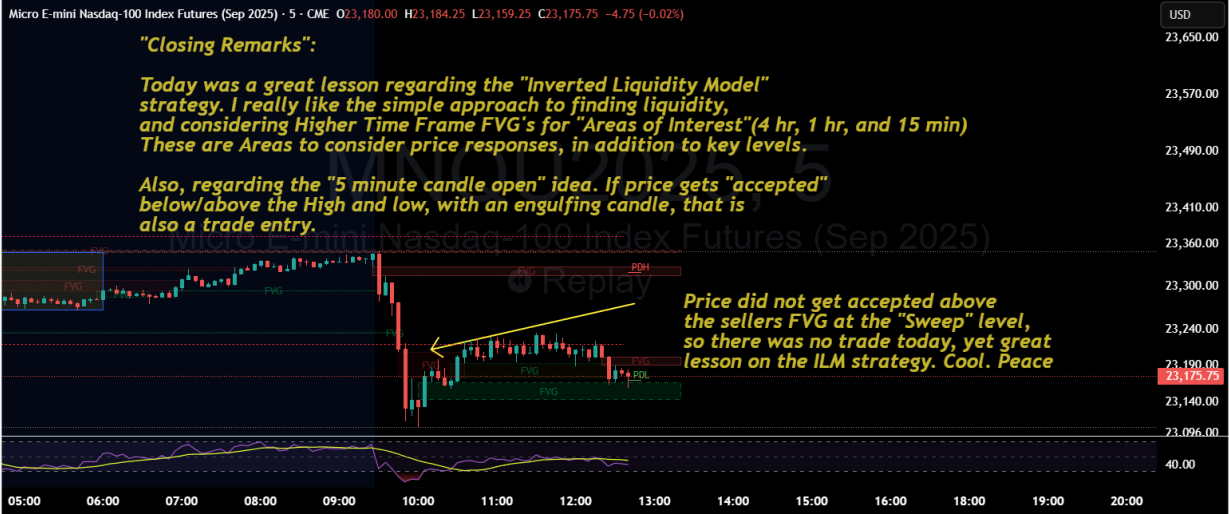 Micro E-mini Nasdaq-100 Index Futures (Sep 2025) · 5 · CME O23,180.00 H23,184.25 L23,159.25 C23,175.75 −4.75 (−0.02%)
USD
"Closing Remarks":
Today was a great lesson regarding the "Inverted Liquidity Model"
strategy. I really like the simple approach to finding liquidity,
and considering Higher Time Frame FVG's for "Areas of Interest"(4 hr, 1 hr, and 15 min)
These are Areas to consider price responses, in addition to key levels.
Also, regarding the "5 minute candle open" idea. If price gets "accepted"
below/above the High and low, with an engulfing candle, that is
also a trade entry.
MNQU2025, 5
Micro E-mini Nasdaq-100 Index Futures (Sep 2025)
Replay
FVG
FVG
FVG
FVG
FVG
FVG
PDH
FVG
FVG
FVG
FVG
PDL
FVG
Price did not get accepted above
the sellers FVG at the "Sweep" level,
so there was no trade today, yet great
lesson on the ILM strategy. Cool. Peace
23,650.00
23,570.00
23,490.00
23,410.00
23,360.00
23,300.00
23,240.00
23,190.00
23,175.75
23,140.00
23,096.00
40.00
05:00 06:00 07:00 08:00 09:00 10:00 11:00 12:00 13:00 14:00 15:00 16:00 17:00 18:00 19:00 20:00